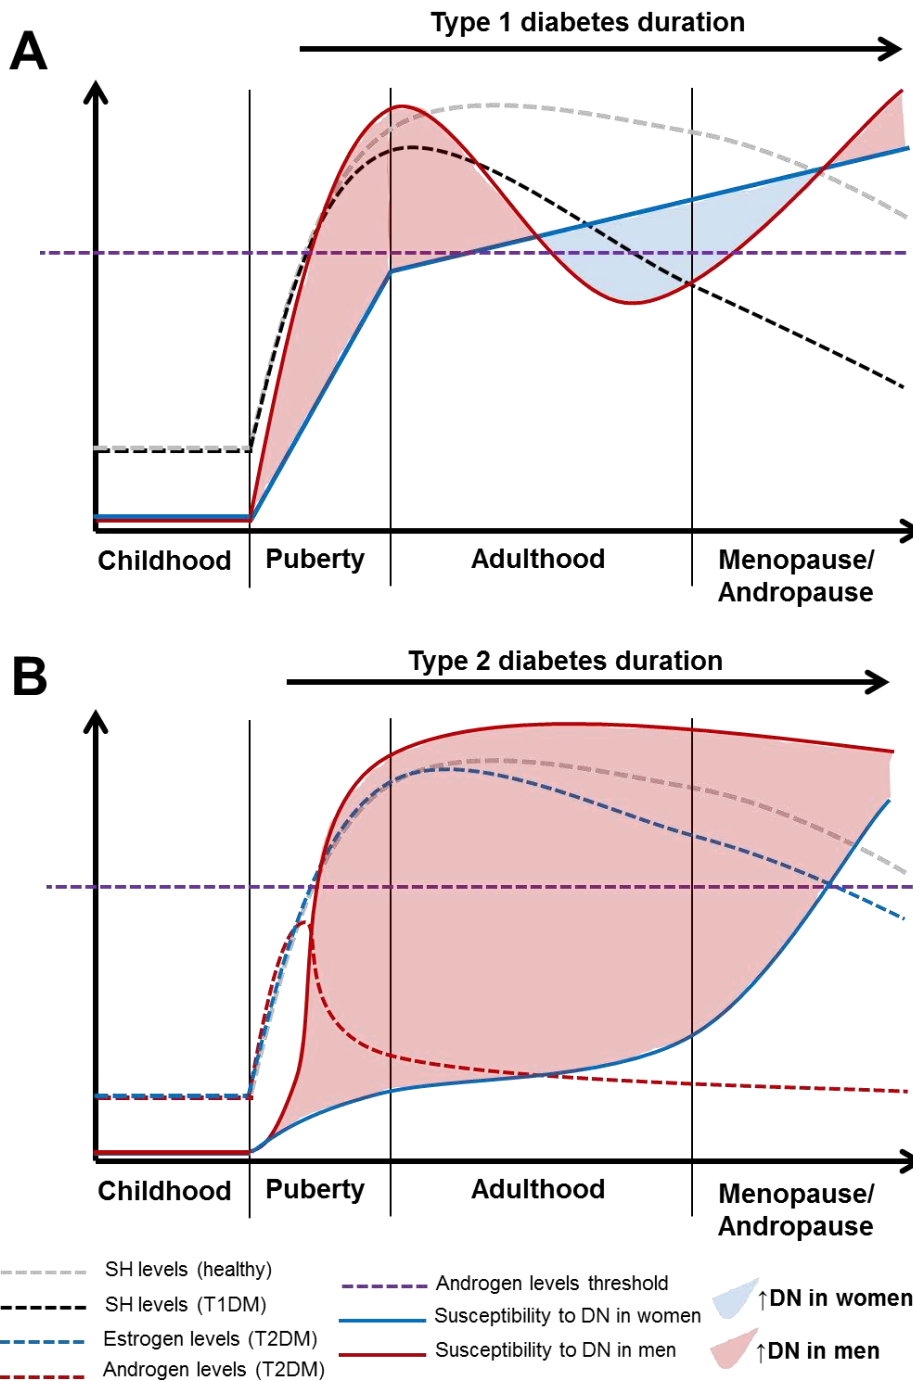 A
Type 1 diabetes duration
Childhood
Puberty
Adulthood
Menopause/
Andropause
B
Type 2 diabetes duration
Childhood
Puberty
Adulthood
Menopause/
Andropause
SH levels (healthy)
SH levels (T1DM)
Estrogen levels (T2DM)
Androgen levels (T2DM)
Androgen levels threshold
Susceptibility to DN in women
Susceptibility to DN in men
↑DN in women
↑DN in men